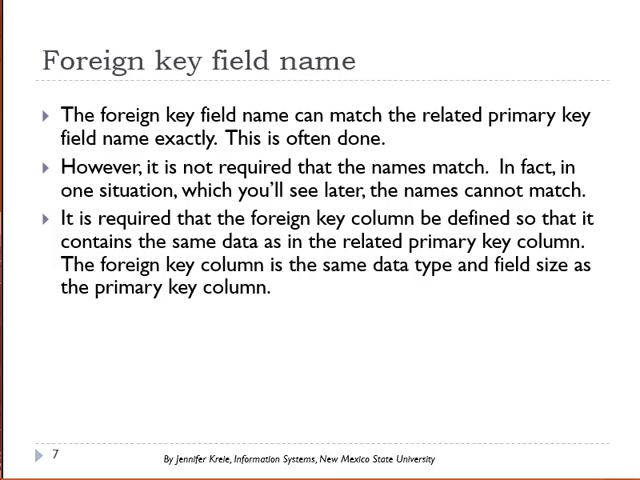 Foreign key field name
The foreign key field name can match the related primary key
field name exactly.  This is often done.
However, it is not required that the names match.  In fact, in
one situation, which you'll see later, the names cannot match.
It is required that the foreign key column be defined so that it
contains the same data as in the related primary key column.
The foreign key column is the same data type and field size as
the primary key column.
7
By Jennifer Kreie, Information Systems, New Mexico State University